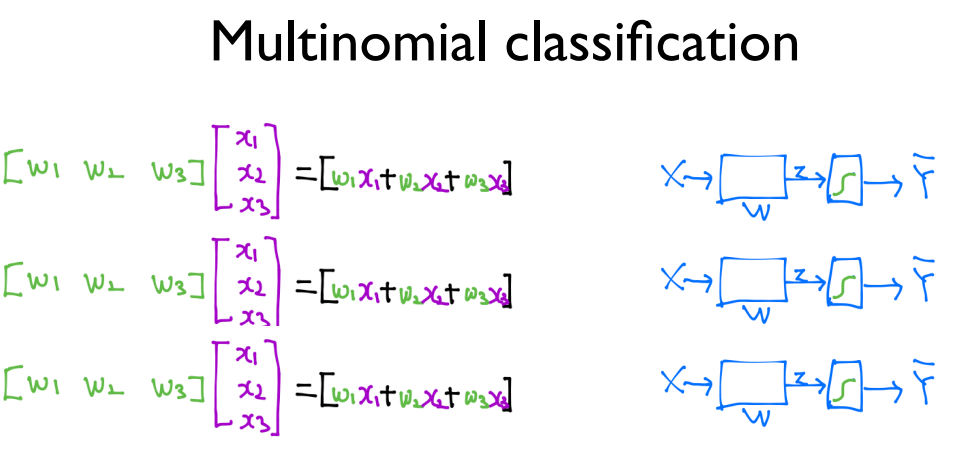 Multinomial classification
[w1 w2 w3] [x1 x2 x3] = [w1x1+w2x2+w3x3] X→ W z→ ʃ → Ȳ
[w1 w2 w3] [x1 x2 x3] = [w1x1+w2x2+w3x3] X→ W z→ ʃ → Ȳ
[w1 w2 w3] [x1 x2 x3] = [w1x1+w2x2+w3x3] X→ W z→ ʃ → Ȳ